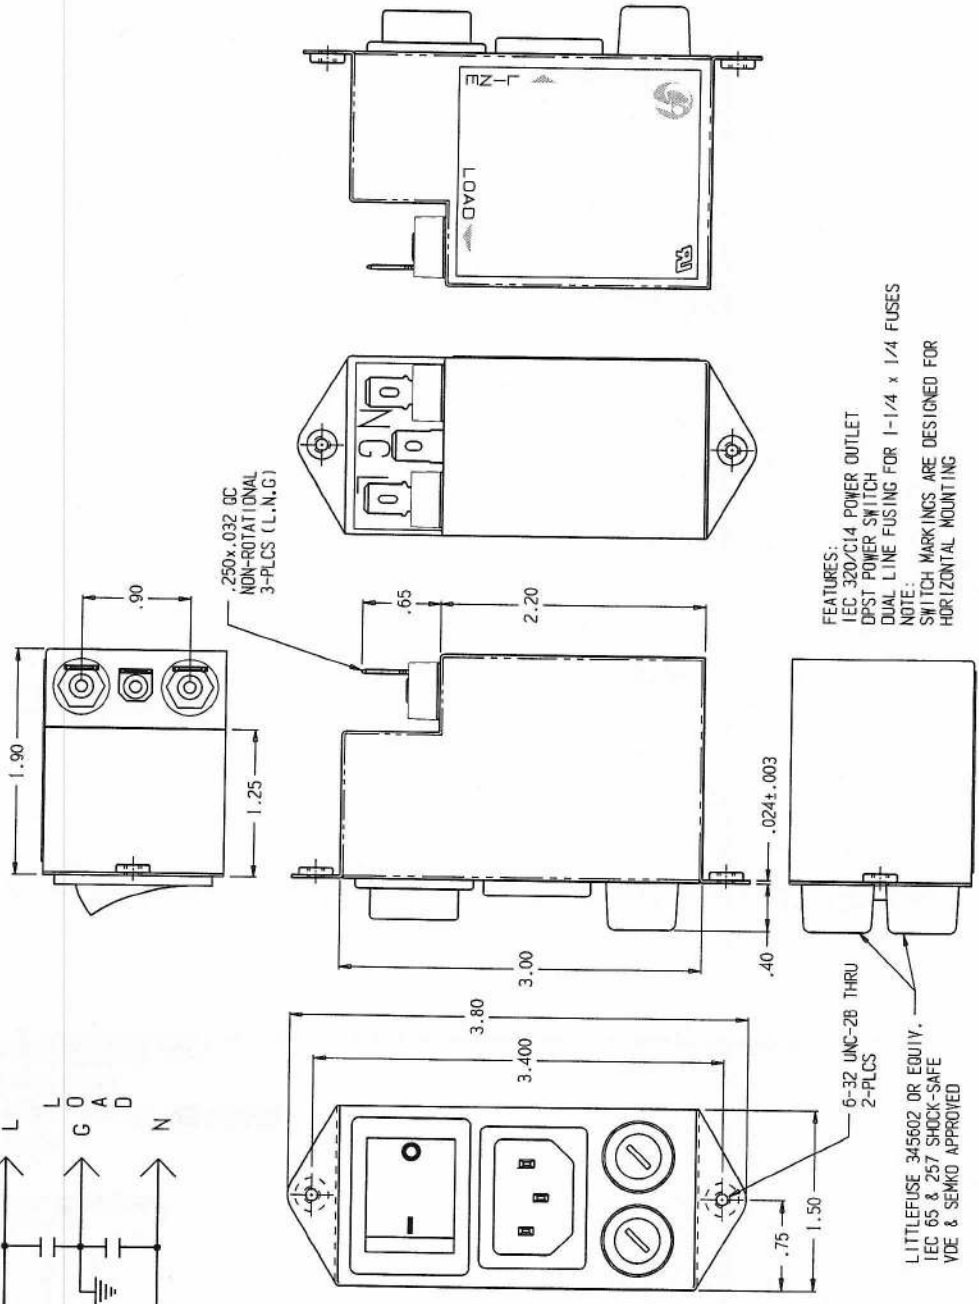 L
LOAD
G
N
1.90
.90
1.25
.250x.032 QC
NON-ROTATIONAL
3-PLCS (L,N,G)
.65
2.20
3.00
.40
.024±.003
3.80
3.400
.75
1.50
6-32 UNC-2B THRU
2-PLCS
LITTLEFUSE 345602 OR EQUIV.
IEC 65 & 257 SHOCK-SAFE
VDE & SEMKO APPROVED
N
G
L
LINE
LOAD
FEATURES:
IEC 320/C14 POWER OUTLET
DPST POWER SWITCH
DUAL LINE FUSING FOR 1-1/4 x 1/4 FUSES
NOTE:
SWITCH MARKINGS ARE DESIGNED FOR
HORIZONTAL MOUNTING